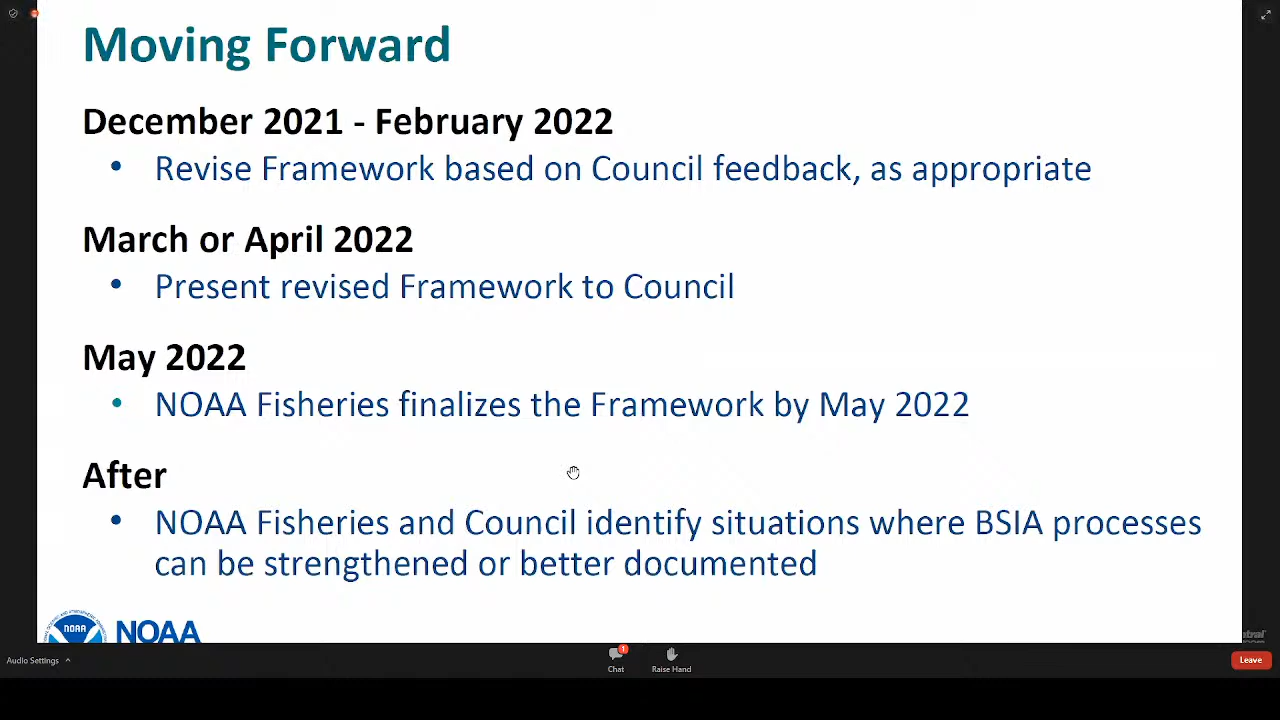 Moving Forward
December 2021 - February 2022
• Revise Framework based on Council feedback, as appropriate
March or April 2022
• Present revised Framework to Council
May 2022
• NOAA Fisheries finalizes the Framework by May 2022
After
• NOAA Fisheries and Council identify situations where BSIA processes
can be strengthened or better documented
NOAA
NOAA
Audio Settings
1
Chat
Raise Hand
Leave